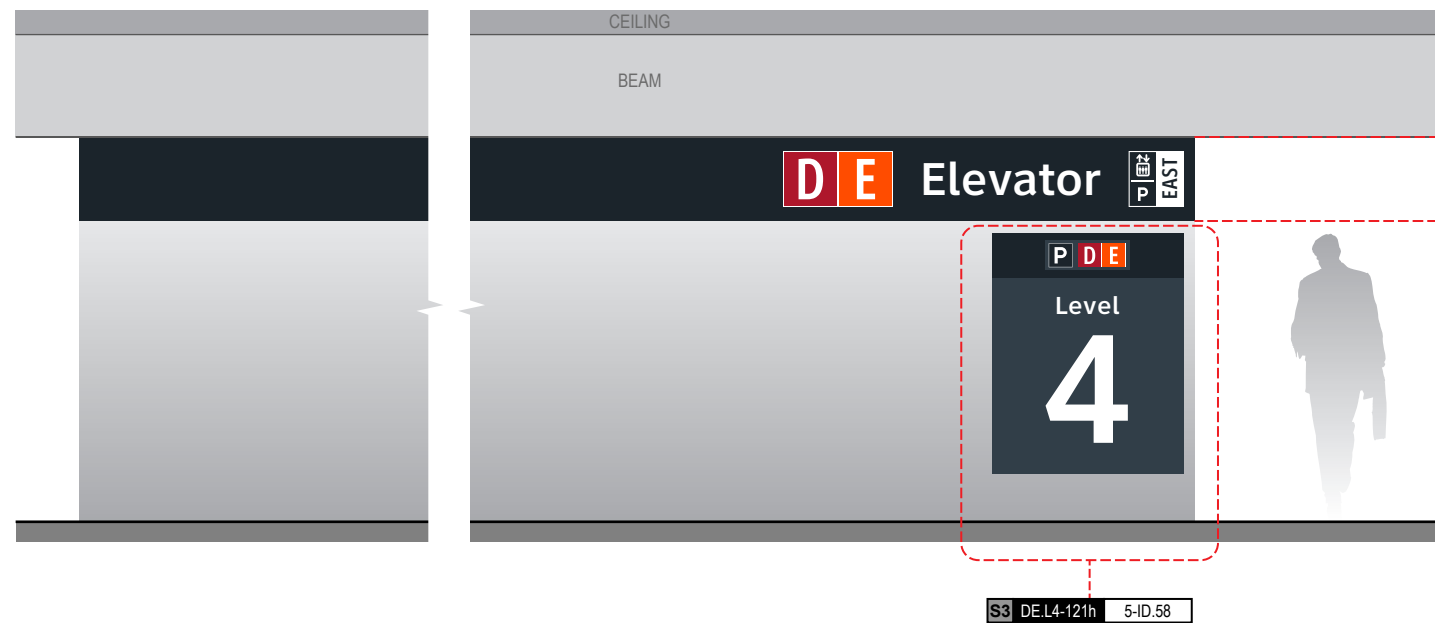 CEILING
BEAM
D E Elevator P EAST
P D E
Level
4
S3 DE.L4-121h 5-ID.58